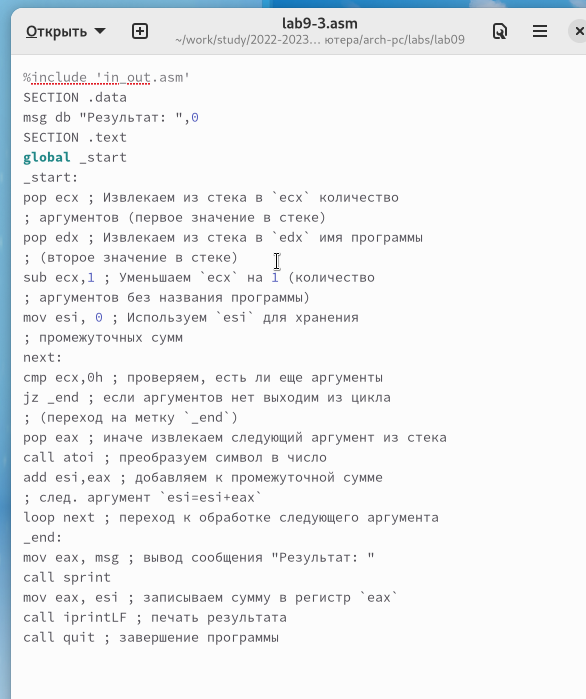 Открыть
lab9-3.asm
~/work/study/2022-2023... ютера/arch-pc/labs/lab09
%include 'in_out.asm'
SECTION .data
msg db "Результат: ",0
SECTION .text
global _start
_start:
pop ecx ; Извлекаем из стека в `ecx` количество
; аргументов (первое значение в стеке)
pop edx ; Извлекаем из стека в `edx` имя программы
; (второе значение в стеке)
sub ecx,1 ; Уменьшаем `ecx` на 1 (количество
; аргументов без названия программы)
mov esi, 0 ; Используем `esi` для хранения
; промежуточных сумм
next:
cmp ecx,0h ; проверяем, есть ли еще аргументы
jz _end ; если аргументов нет выходим из цикла
; (переход на метку `_end`)
pop eax ; иначе извлекаем следующий аргумент из стека
call atoi ; преобразуем символ в число
add esi,eax ; добавляем к промежуточной сумме
; след. аргумент `esi=esi+eax`
loop next ; переход к обработке следующего аргумента
_end:
mov eax, msg ; вывод сообщения "Результат: "
call sprint
mov eax, esi ; записываем сумму в регистр `eax`
call iprintLF ; печать результата
call quit ; завершение программы